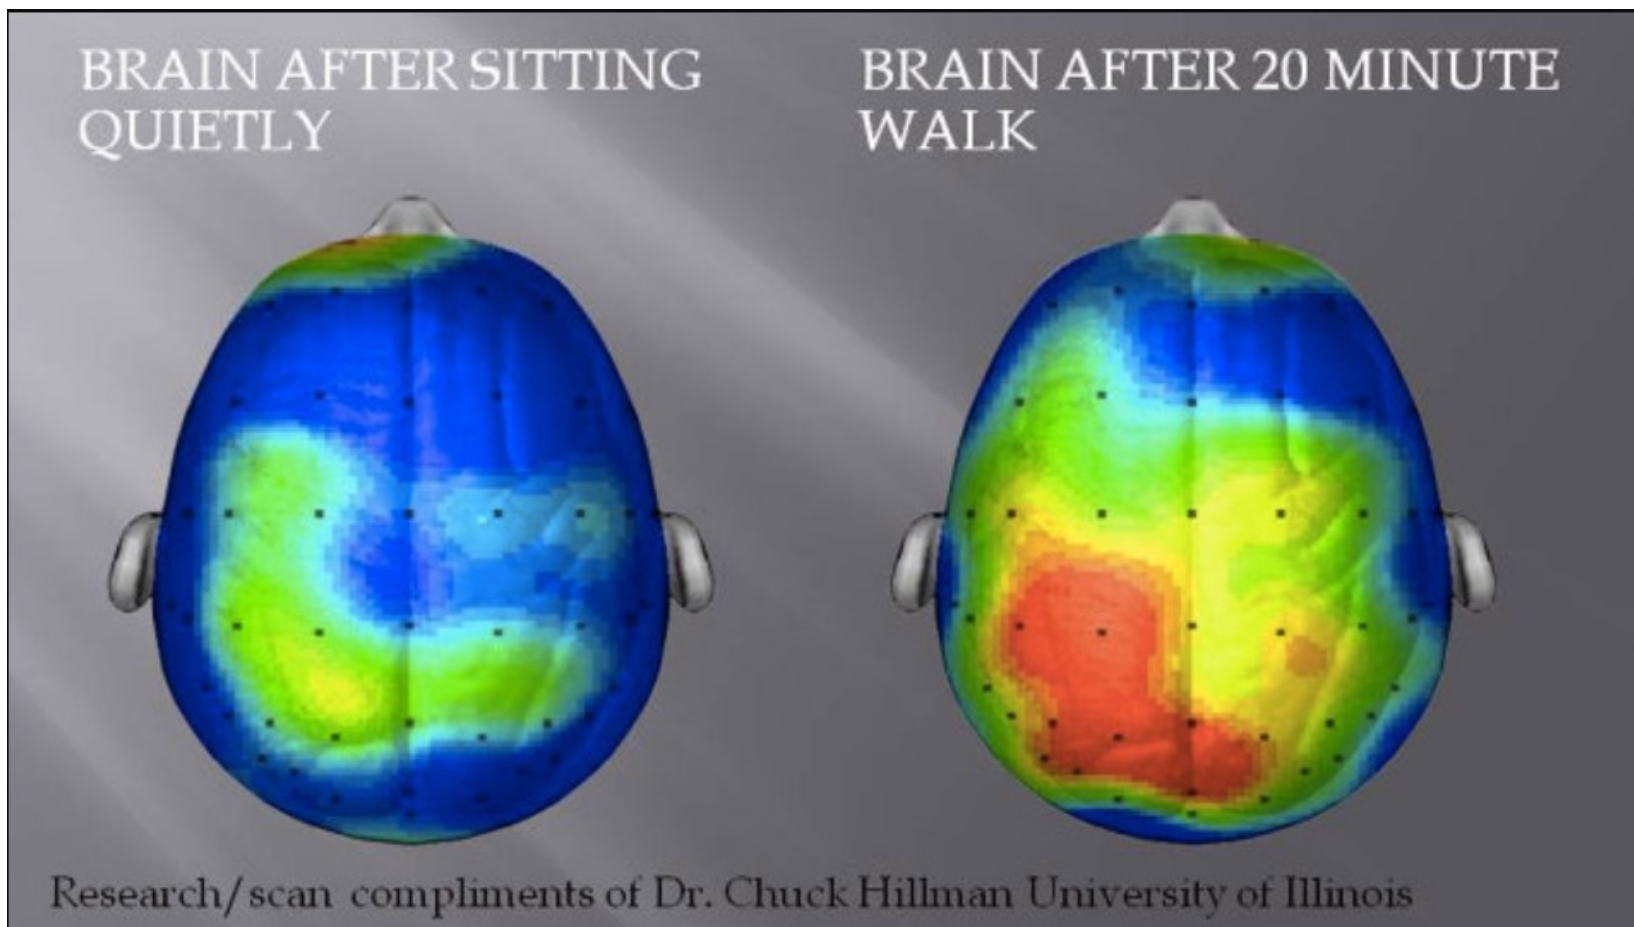 BRAIN AFTER SITTING
QUIETLY
BRAIN AFTER 20 MINUTE
WALK
Research/scan compliments of Dr. Chuck Hillman University of Illinois